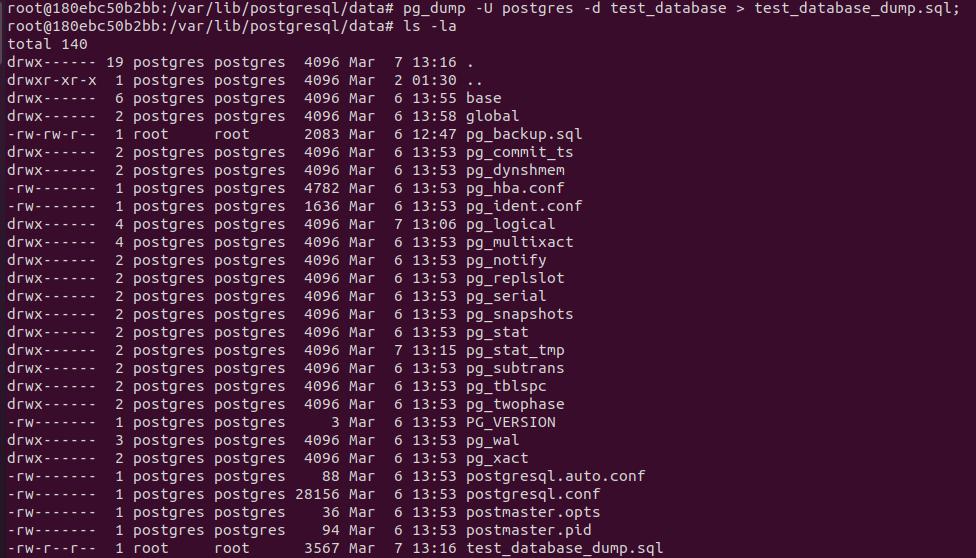 root@180ebc50b2bb:/var/lib/postgresql/data# pg_dump -U postgres -d test_database > test_database_dump.sql;
root@180ebc50b2bb:/var/lib/postgresql/data# ls -la
total 140
drwx------ 19 postgres postgres  4096 Mar  7 13:16 .
drwxr-xr-x  1 postgres postgres  4096 Mar  2 01:30 ..
drwx------  6 postgres postgres  4096 Mar  6 13:55 base
drwx------  2 postgres postgres  4096 Mar  6 13:58 global
-rw-rw-r--  1 root     root      2083 Mar  6 12:47 pg_backup.sql
drwx------  2 postgres postgres  4096 Mar  6 13:53 pg_commit_ts
drwx------  2 postgres postgres  4096 Mar  6 13:53 pg_dynshmem
-rw-------  1 postgres postgres  4782 Mar  6 13:53 pg_hba.conf
-rw-------  1 postgres postgres  1636 Mar  6 13:53 pg_ident.conf
drwx------  4 postgres postgres  4096 Mar  7 13:06 pg_logical
drwx------  4 postgres postgres  4096 Mar  6 13:53 pg_multixact
drwx------  2 postgres postgres  4096 Mar  6 13:53 pg_notify
drwx------  2 postgres postgres  4096 Mar  6 13:53 pg_replslot
drwx------  2 postgres postgres  4096 Mar  6 13:53 pg_serial
drwx------  2 postgres postgres  4096 Mar  6 13:53 pg_snapshots
drwx------  2 postgres postgres  4096 Mar  6 13:53 pg_stat
drwx------  2 postgres postgres  4096 Mar  7 13:15 pg_stat_tmp
drwx------  2 postgres postgres  4096 Mar  6 13:53 pg_subtrans
drwx------  2 postgres postgres  4096 Mar  6 13:53 pg_tblspc
drwx------  2 postgres postgres  4096 Mar  6 13:53 pg_twophase
-rw-------  1 postgres postgres     3 Mar  6 13:53 PG_VERSION
drwx------  3 postgres postgres  4096 Mar  6 13:53 pg_wal
drwx------  2 postgres postgres  4096 Mar  6 13:53 pg_xact
-rw-------  1 postgres postgres    88 Mar  6 13:53 postgresql.auto.conf
-rw-------  1 postgres postgres 28156 Mar  6 13:53 postgresql.conf
-rw-------  1 postgres postgres    36 Mar  6 13:53 postmaster.opts
-rw-------  1 postgres postgres    94 Mar  6 13:53 postmaster.pid
-rw-r--r--  1 root     root      3567 Mar  7 13:16 test_database_dump.sql